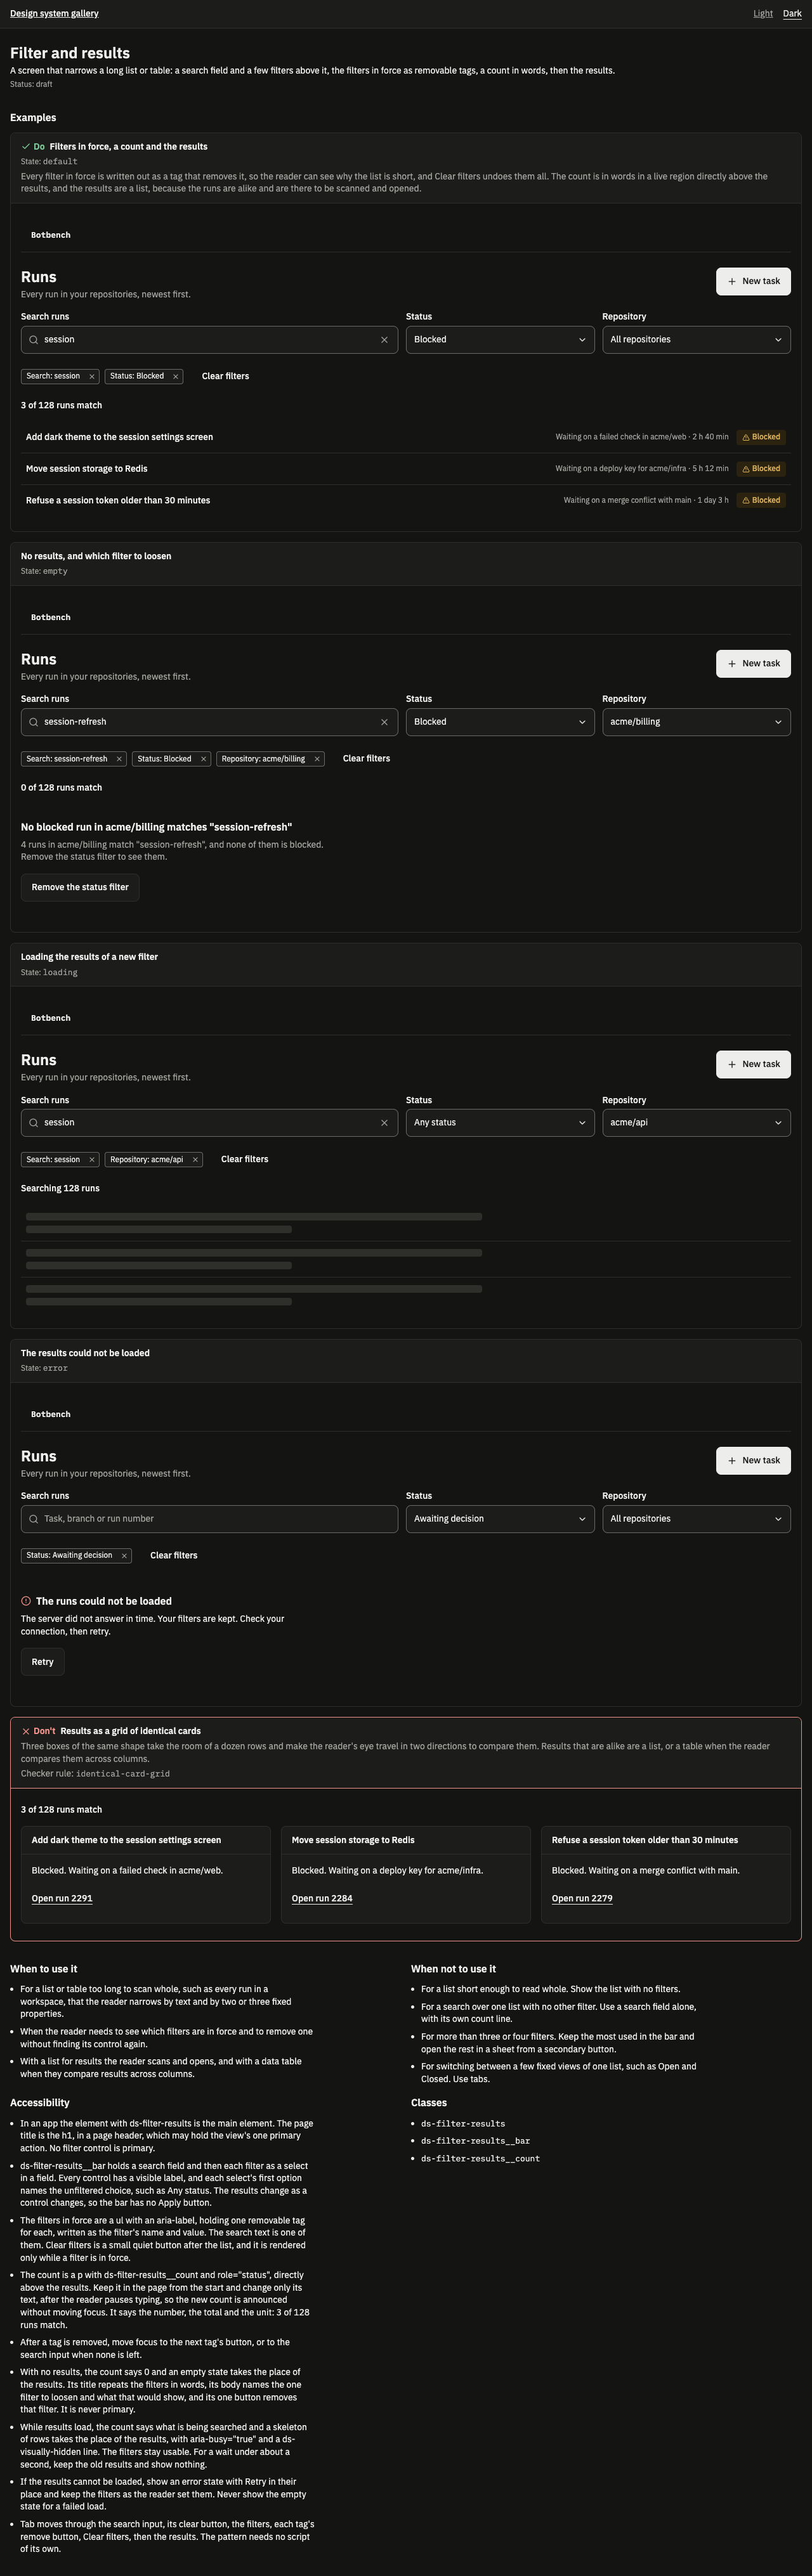 Design system gallery
Light
Dark
Filter and results
A screen that narrows a long list or table: a search field and a few filters above it, the filters in force as removable tags, a count in words, then the results.
Status: draft
Examples
Do Filters in force, a count and the results
State: default
Every filter in force is written out as a tag that removes it, so the reader can see why the list is short, and Clear filters undoes them all. The count is in words in a live region directly above the
results, and the results are a list, because the runs are alike and are there to be scanned and opened.
Botbench
Runs
Every run in your repositories, newest first.
New task
Search runs
Status
Repository
session
Blocked
All repositories
Search: session
Status: Blocked
Clear filters
3 of 128 runs match
Add dark theme to the session settings screen
Waiting on a failed check in acme/web · 2 h 40 min
Blocked
Move session storage to Redis
Waiting on a deploy key for acme/infra · 5 h 12 min
Blocked
Refuse a session token older than 30 minutes
Waiting on a merge conflict with main · 1 day 3 h
Blocked
No results, and which filter to loosen
State: empty
Botbench
Runs
Every run in your repositories, newest first.
New task
Search runs
Status
Repository
session-refresh
Blocked
acme/billing
Search: session-refresh
Status: Blocked
Repository: acme/billing
Clear filters
0 of 128 runs match
No blocked run in acme/billing matches "session-refresh"
4 runs in acme/billing match "session-refresh", and none of them is blocked.
Remove the status filter to see them.
Remove the status filter
Loading the results of a new filter
State: loading
Botbench
Runs
Every run in your repositories, newest first.
New task
Search runs
Status
Repository
session
Any status
acme/api
Search: session
Repository: acme/api
Clear filters
Searching 128 runs
The results could not be loaded
State: error
Botbench
Runs
Every run in your repositories, newest first.
New task
Search runs
Status
Repository
Task, branch or run number
Awaiting decision
All repositories
Status: Awaiting decision
Clear filters
The runs could not be loaded
The server did not answer in time. Your filters are kept. Check your
connection, then retry.
Retry
Don't Results as a grid of identical cards
Three boxes of the same shape take the room of a dozen rows and make the reader's eye travel in two directions to compare them. Results that are alike are a list, or a table when the reader
compares them across columns.
Checker rule: identical-card-grid
3 of 128 runs match
Add dark theme to the session settings screen
Blocked. Waiting on a failed check in acme/web.
Open run 2291
Move session storage to Redis
Blocked. Waiting on a deploy key for acme/infra.
Open run 2284
Refuse a session token older than 30 minutes
Blocked. Waiting on a merge conflict with main.
Open run 2279
When to use it
For a list or table too long to scan whole, such as every run in a
workspace, that the reader narrows by text and by two or three fixed
properties.
When the reader needs to see which filters are in force and to remove one
without finding its control again.
With a list for results the reader scans and opens, and with a data table
when they compare results across columns.
When not to use it
For a list short enough to read whole. Show the list with no filters.
For a search over one list with no other filter. Use a search field alone,
with its own count line.
For more than three or four filters. Keep the most used in the bar and
open the rest in a sheet from a secondary button.
For switching between a few fixed views of one list, such as Open and
Closed. Use tabs.
Accessibility
In an app the element with ds-filter-results is the main element. The page
title is the h1, in a page header, which may hold the view's one primary
action. No filter control is primary.
ds-filter-results__bar holds a search field and then each filter as a select
in a field. Every control has a visible label, and each select's first option
names the unfiltered choice, such as Any status. The results change as a
control changes, so the bar has no Apply button.
The filters in force are a ul with an aria-label, holding one removable tag
for each, written as the filter's name and value. The search text is one of
them. Clear filters is a small quiet button after the list, and it is rendered
only while a filter is in force.
The count is a p with ds-filter-results__count and role="status", directly
above the results. Keep it in the page from the start and change only its
text, after the reader pauses typing, so the new count is announced
without moving focus. It says the number, the total and the unit: 3 of 128
runs match.
After a tag is removed, move focus to the next tag's button, or to the
search input when none is left.
With no results, the count says 0 and an empty state takes the place of
the results. Its title repeats the filters in words, its body names the one
filter to loosen and what that would show, and its one button removes
that filter. It is never primary.
While results load, the count says what is being searched and a skeleton
of rows takes the place of the results, with aria-busy="true" and a ds-
visually-hidden line. The filters stay usable. For a wait under about a
second, keep the old results and show nothing.
If the results cannot be loaded, show an error state with Retry in their
place and keep the filters as the reader set them. Never show the empty
state for a failed load.
Tab moves through the search input, its clear button, the filters, each tag's
remove button, Clear filters, then the results. The pattern needs no script
of its own.
Classes
ds-filter-results
ds-filter-results__bar
ds-filter-results__count